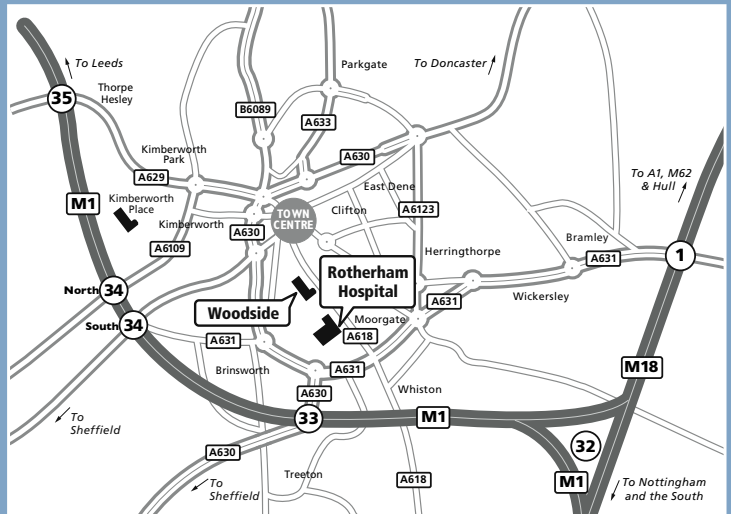 To Leeds
Parkgate
To Doncaster
35
Thorpe
Hesley
B6089
A633
Kimberworth
Park
A630
A629
East Dene
To A1, M62
& Hull
M1
Kimberworth
Place
TOWN
CENTRE
Clifton
A6123
Kimberworth
A630
A6109
Herringthorpe
Bramley
A631
1
Rotherham
Hospital
North
34
A631
Wickersley
Woodside
Moorgate
South
34
A618
A631
Brinsworth
A631
M18
A630
Whiston
33
M1
To
Sheffield
32
A630
Treeton
A618
M1
To
Sheffield
To Nottingham
and the South